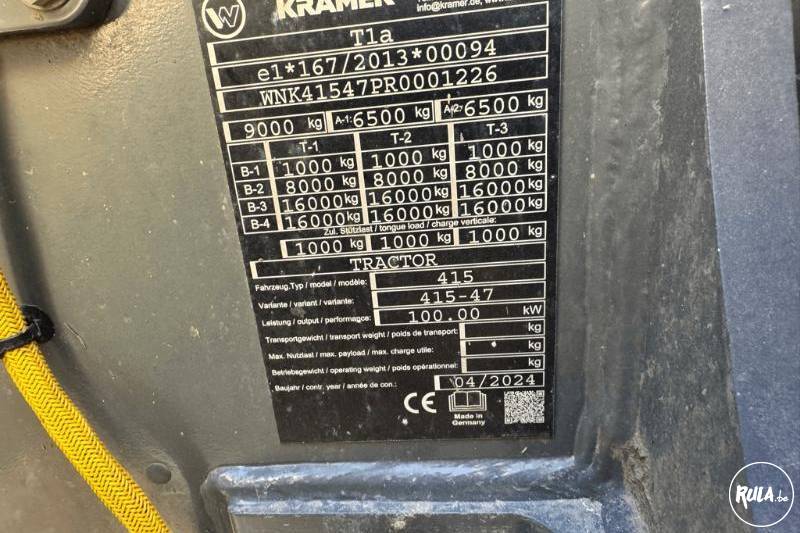 W KRAMER
info@kramer.de,
T1a
e1*167/2013*00094
WNK41547PR0001226
9000 kg A-1: 6500 kg A-2: 6500 kg
T-1 T-2 T-3
B-1 1000 kg 1000 kg 1000 kg
B-2 8000 kg 8000 kg 8000 kg
B-3 16000 kg 16000 kg 16000 kg
B-4 16000 kg 16000 kg 16000 kg
Zul. Stützlast / tongue load / charge verticale:
1000 kg 1000 kg 1000 kg
TRACTOR
Fahrzeug.Typ / model / modèle: 415
Variante / variant / variante: 415-47
Leistung / output / performance: 100.00 kW
Transportgewicht / transport weight / poids de transport: kg
Max. Nutzlast / max. payload / max. charge utile: kg
Betriebsgewicht / operating weight / poids opérationnel: kg
Baujahr / contr. year / année de con.: 04/2024
CE Made in
Germany
RULA.be